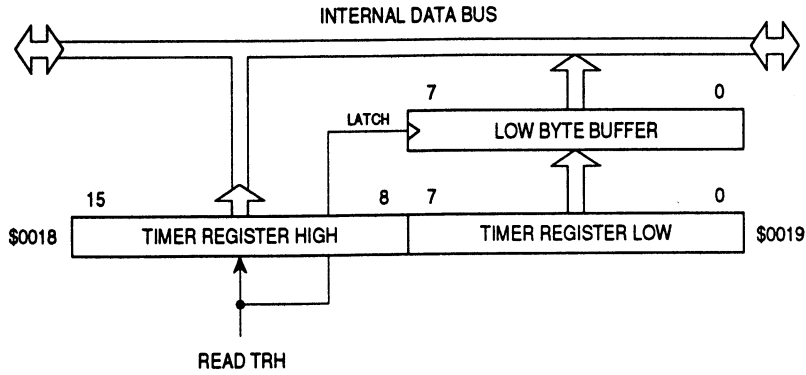 INTERNAL DATA BUS
7 0
LATCH
LOW BYTE BUFFER
15 8 7 0
$0018 TIMER REGISTER HIGH TIMER REGISTER LOW $0019
READ TRH